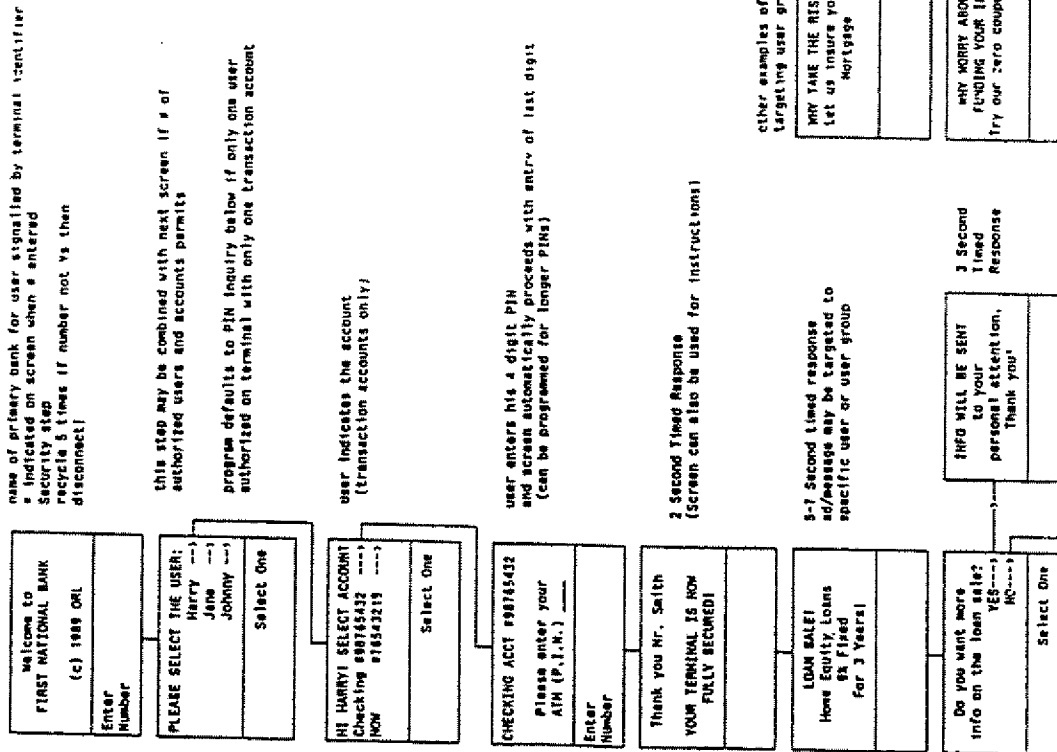 Welcome to
FIRST NATIONAL BANK
(c) 1989 ORL
Enter
Number
name of primary bank for user signalled by terminal identifier
# indicated on screen when # entered
Security step
recycle 5 times if number not Ys then
disconnect!
PLEASE SELECT THE USER:
Harry -->
Jane -->
Johnny -->
Select One
this step may be combined with next screen if # of
authorized users and accounts permits
program defaults to PIN inquiry below if only one user
authorized on terminal with only one transaction account
HI HARRY! SELECT ACCOUNT
Checking #98765432 --->
NOW #16543219 --->
Select One
user indicates the account
(transaction accounts only)
CHECKING ACCT #98765432
Please enter your
ATM (P.I.N.) ____
Enter
Number
user enters his 4 digit PIN
and screen automatically proceeds with entry of last digit
(can be programmed for longer PINs)
Thank you Mr. Smith
YOUR TERMINAL IS NOW
FULLY SECURED!
2 Second Timed Response
(Screen can also be used for instructions)
LOAN SALE!
Home Equity Loans
9% Fixed
For 3 Years!
5-7 Second timed response
ad/message may be targeted to
specific user or user group
other examples of
targeting user
WHY TAKE THE
Let us insure
Mortgage
WHY WORRY
FUNDING YOUR
Try our zero
Do you want more
info on the loan sale?
YES--->
NO--->
Select One
INFO WILL BE SENT
to your
personal attention,
Thank you!
3 Second
Timed
Response